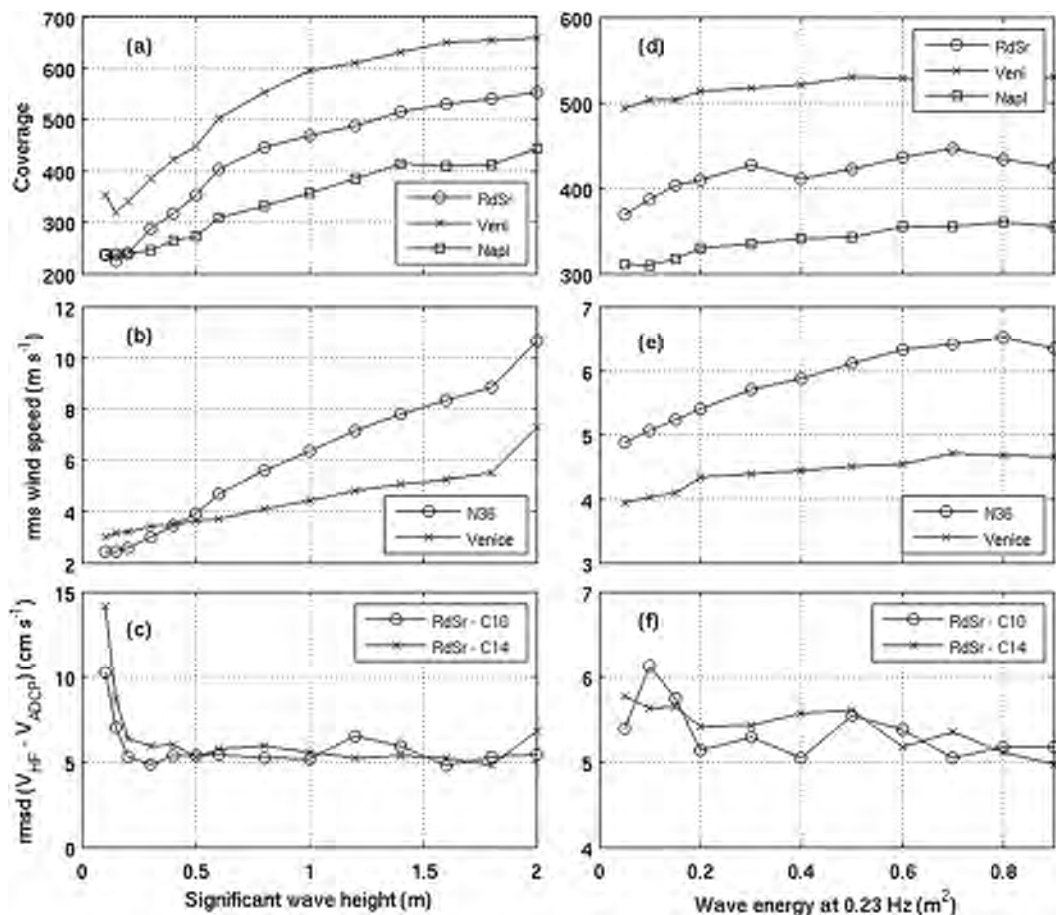 700
600
500
400
300
200
Coverage
(a)
RdSr
Veni
Napl
600
500
400
300
(d)
RdSr
Veni
Napl
12
10
8
6
4
2
rms wind speed (m s-1)
(b)
N36
Venice
7
6
5
4
3
(e)
N36
Venice
15
10
5
0
rmsd (VHF - VADCP) (cm s-1)
(c)
RdSr - C10
RdSr - C14
0 0.5 1 1.5 2
Significant wave height (m)
7
6
5
4
(f)
RdSr - C10
RdSr - C14
0 0.2 0.4 0.6 0.8
Wave energy at 0.23 Hz (m2)